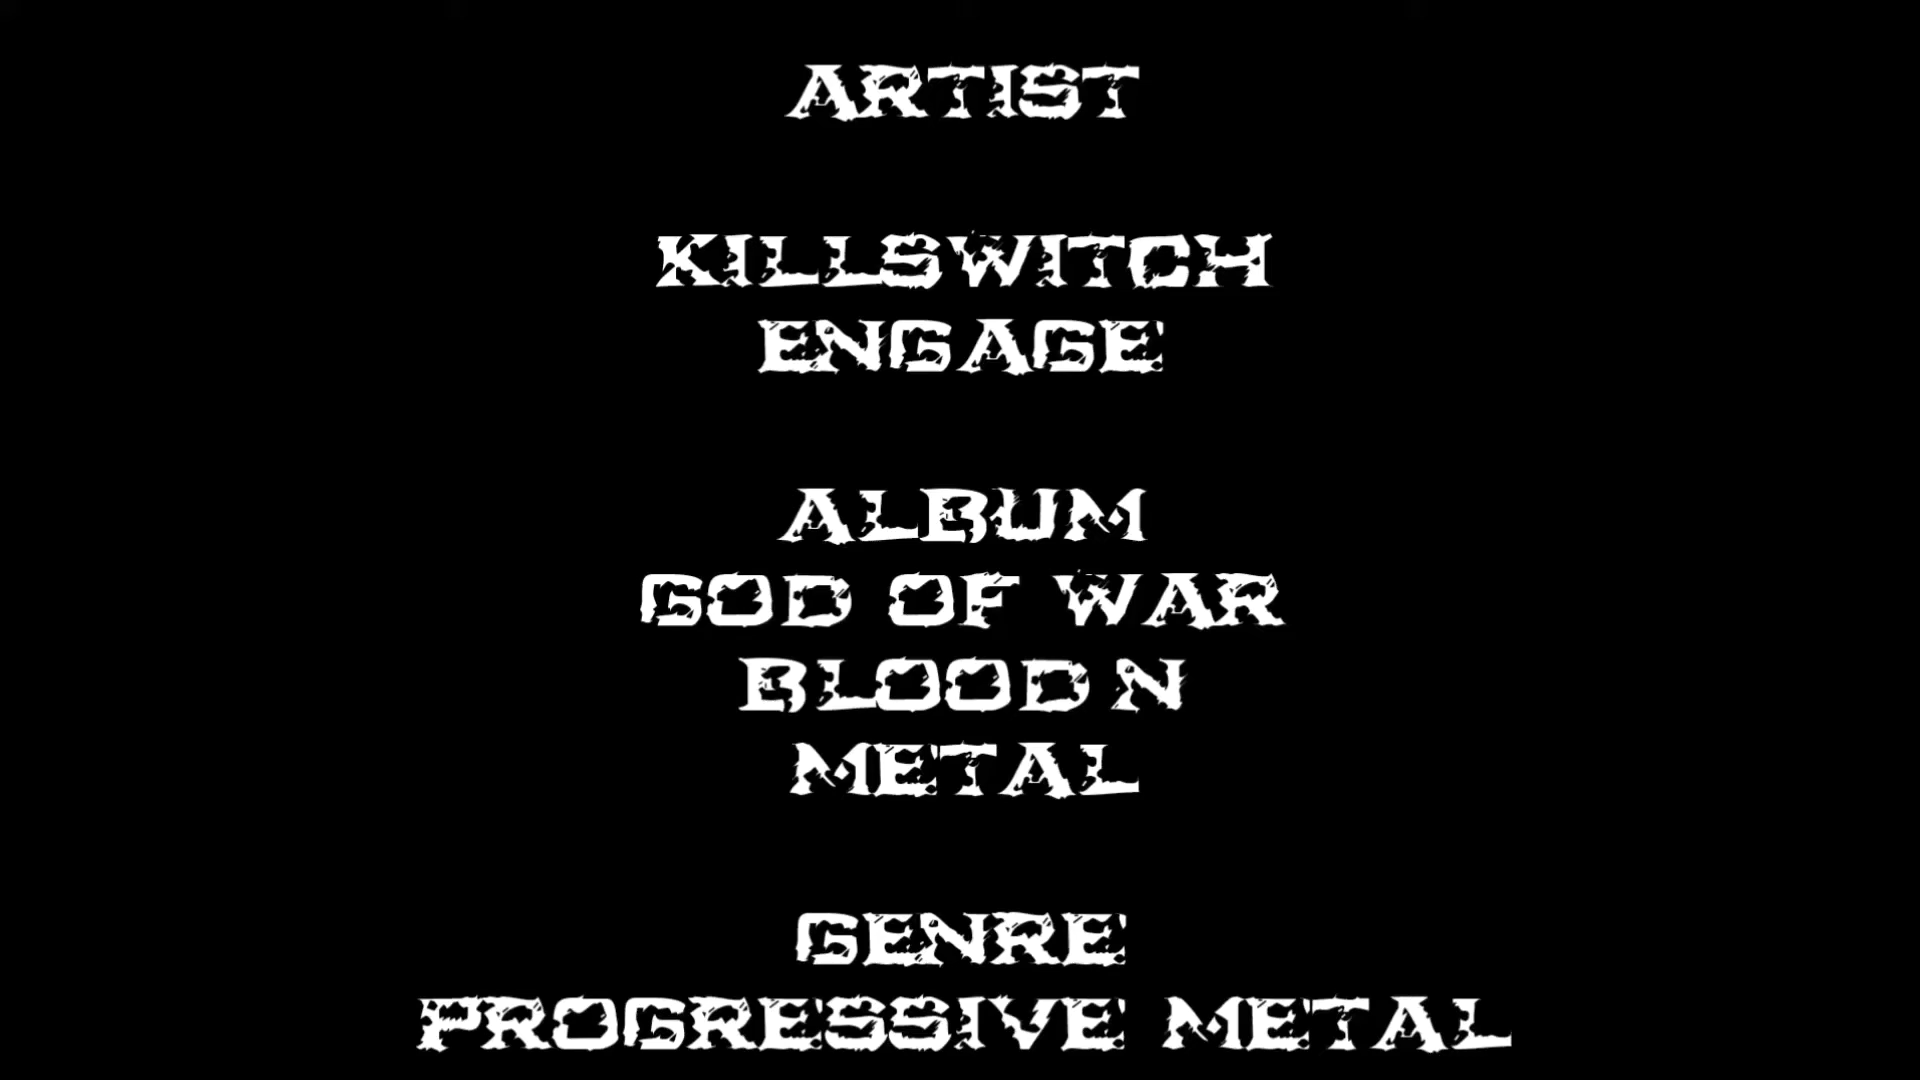 ARTIST
KILLSWITCH
ENGAGE
ALBUM
GOD OF WAR
BLOOD N
METAL
GENRE
PROGRESSIVE METAL